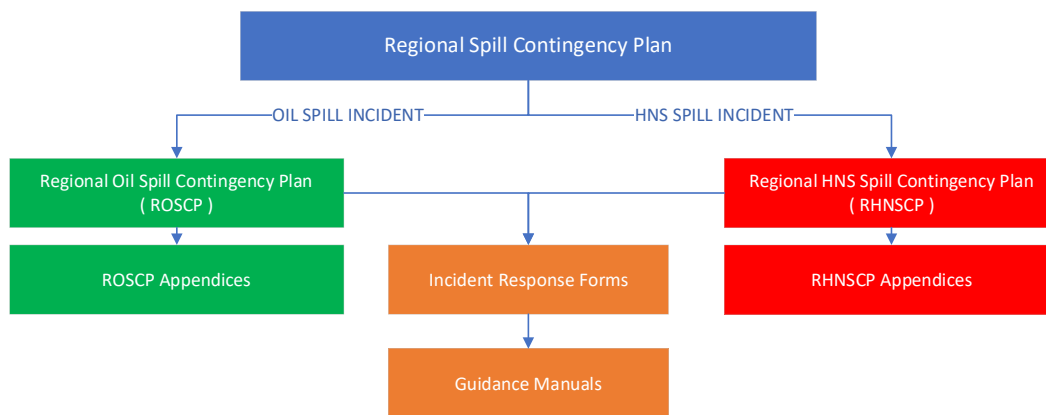 Regional Spill Contingency Plan
OIL SPILL INCIDENT
HNS SPILL INCIDENT
Regional Oil Spill Contingency Plan
( ROSCP )
Regional HNS Spill Contingency Plan
( RHNSCP )
ROSCP Appendices
Incident Response Forms
RHNSCP Appendices
Guidance Manuals